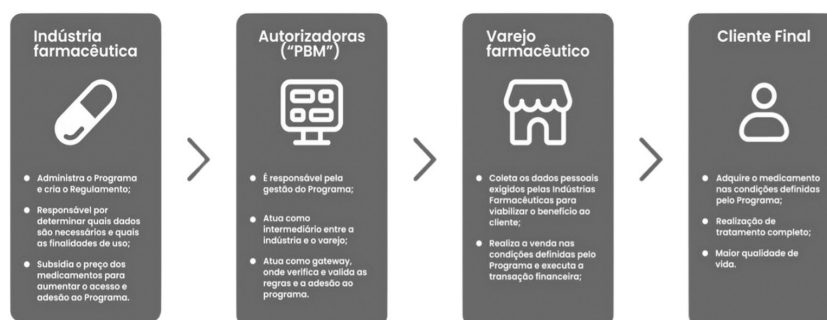 Indústria
farmacêutica
Administra o Programa
e cria o Regulamento;
Responsável por
determinar quais dados
são necessários e quais
as finalidades de uso;
Subsidia o preço dos
medicamentos para
aumentar o acesso e
adesão ao Programa.
Autorizadoras
(“PBM”)
É responsável pela
gestão do Programa;
Atua como
intermediário entre a
indústria e o varejo;
Atua como gateway,
onde verifica e valida as
regras e a adesão ao
programa.
Varejo
farmacêutico
Coleta os dados pessoais
exigidos pelas Indústrias
Farmacêuticas para
viabilizar o benefício ao
cliente;
Realiza a venda nas
condições definidas pelo
Programa e executa a
transação financeira;
Cliente Final
Adquire o medicamento
nas condições definidas
pelo Programa;
Realização de
tratamento completo;
Maior qualidade de
vida.